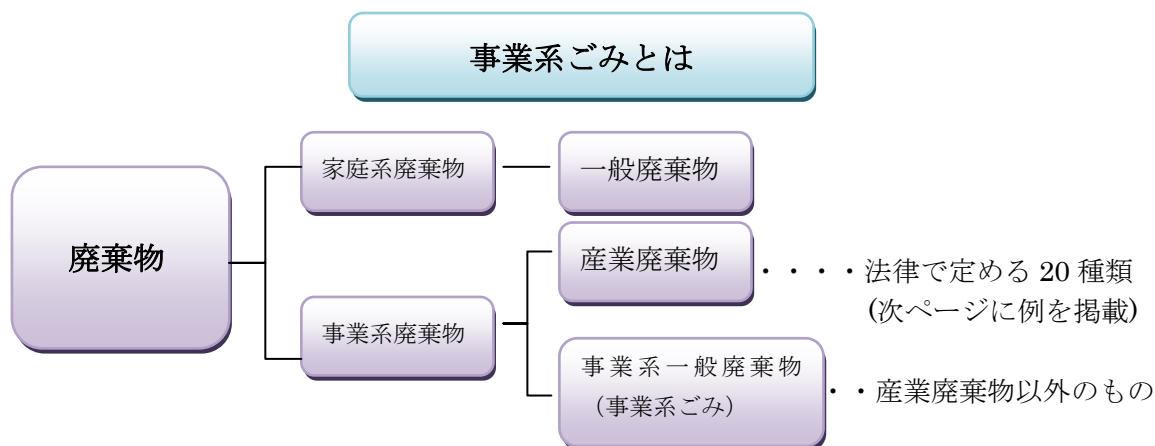 事業系ごみとは
家庭系廃棄物
一般廃棄物
廃棄物
産業廃棄物
・・・・法律で定める 20 種類
(次ページに例を掲載)
事業系廃棄物
事業系一般廃棄物
（事業系ごみ）
・・産業廃棄物以外のもの